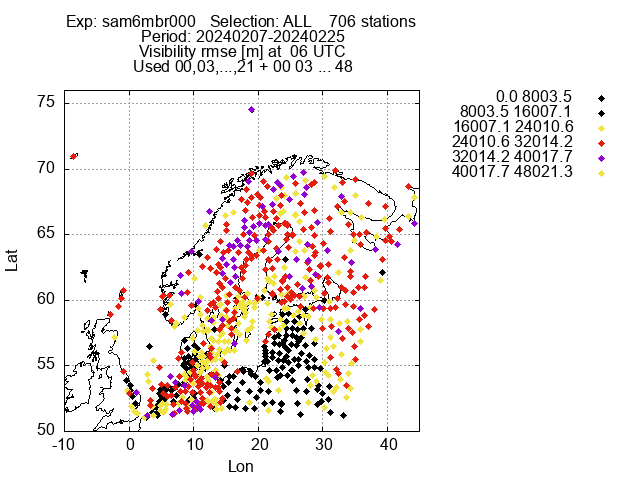 Exp: sam6mbr000   Selection: ALL    706 stations
Period: 20240207-20240225
Visibility rmse [m] at  06 UTC
Used 00,03,...,21 + 00 03 ... 48
0.0 8003.5
8003.5 16007.1
16007.1 24010.6
24010.6 32014.2
32014.2 40017.7
40017.7 48021.3
75
70
65
60
55
50
Lat
-10 0 10 20 30 40
Lon